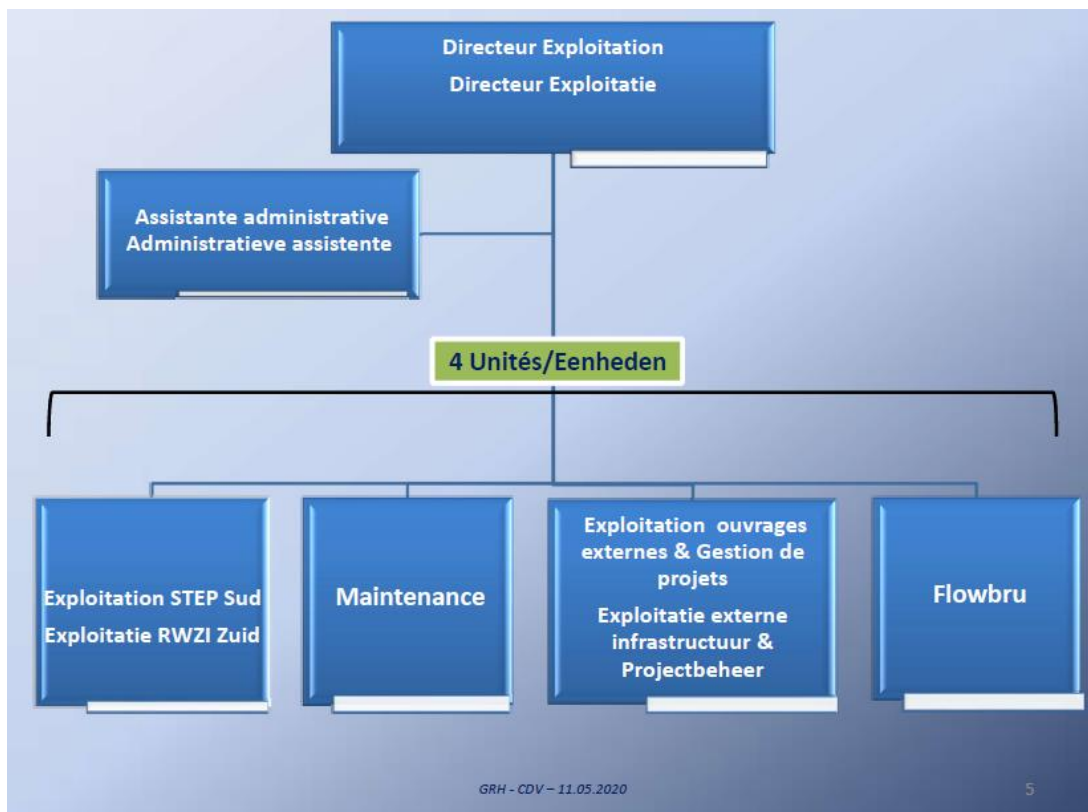 Directeur Exploitation
Directeur Exploitatie
Assistante administrative
Administratieve assistente
4 Unités/Eenheden
Exploitation STEP Sud
Exploitatie RWZI Zuid
Maintenance
Exploitation ouvrages
externes & Gestion de
projets
Exploitatie externe
infrastructuur &
Projectbeheer
Flowbru
GRH - CDV – 11.05.2020
5